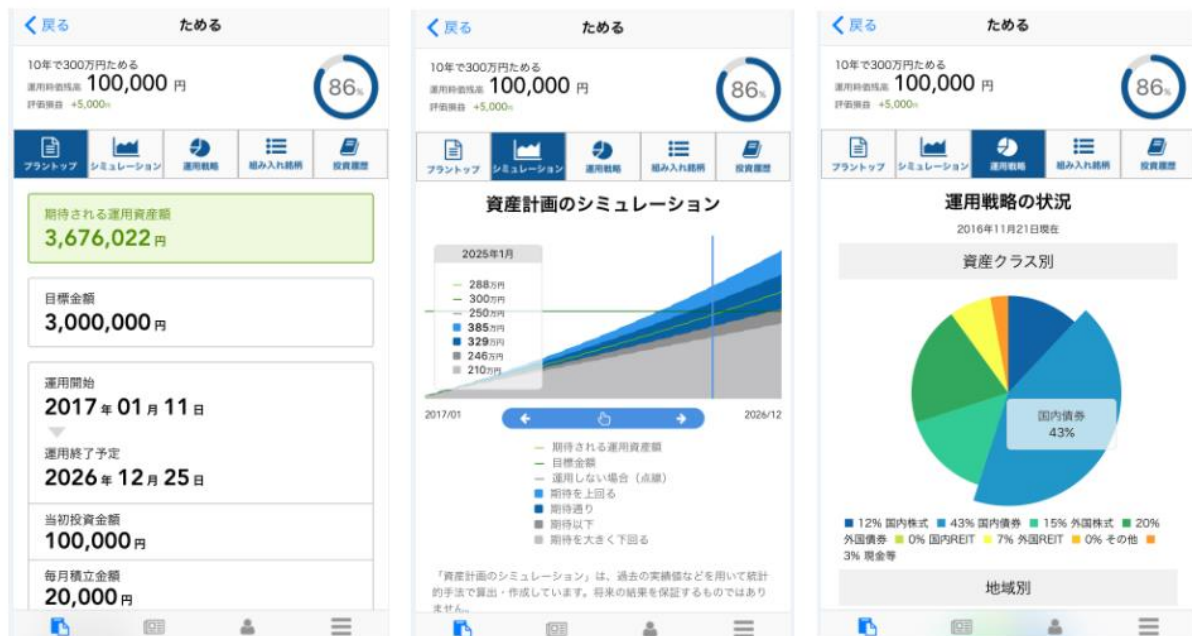 戻る
ためる
10年で300万円ためる
運用時価残高 100,000 円
評価損益 +5,000円
86%
プラントップ
シミュレーション
運用戦略
組み入れ銘柄
投資履歴
期待される運用資産額
3,676,022 円
目標金額
3,000,000 円
運用開始
2017 年 01 月 11 日
運用終了予定
2026 年 12 月 25 日
当初投資金額
100,000 円
毎月積立金額
20,000 円
戻る
ためる
10年で300万円ためる
運用時価残高 100,000 円
評価損益 +5,000円
86%
プラントップ
シミュレーション
運用戦略
組み入れ銘柄
投資履歴
資産計画のシミュレーション
2025年1月
288万円
300万円
250万円
385万円
329万円
246万円
210万円
2017/01
2026/12
期待される運用資産額
目標金額
運用しない場合（点線）
期待を上回る
期待通り
期待以下
期待を大きく下回る
「資産計画のシミュレーション」は、過去の実績値などを用いて統計
的手法で算出・作成しています。将来の結果を保証するものではあり
ません。
戻る
ためる
10年で300万円ためる
運用時価残高 100,000 円
評価損益 +5,000円
86%
プラントップ
シミュレーション
運用戦略
組み入れ銘柄
投資履歴
運用戦略の状況
2016年11月21日現在
資産クラス別
国内債券
43%
12% 国内株式 43% 国内債券 15% 外国株式 20%
外国債券 0% 国内REIT 7% 外国REIT 0% その他
3% 現金等
地域別